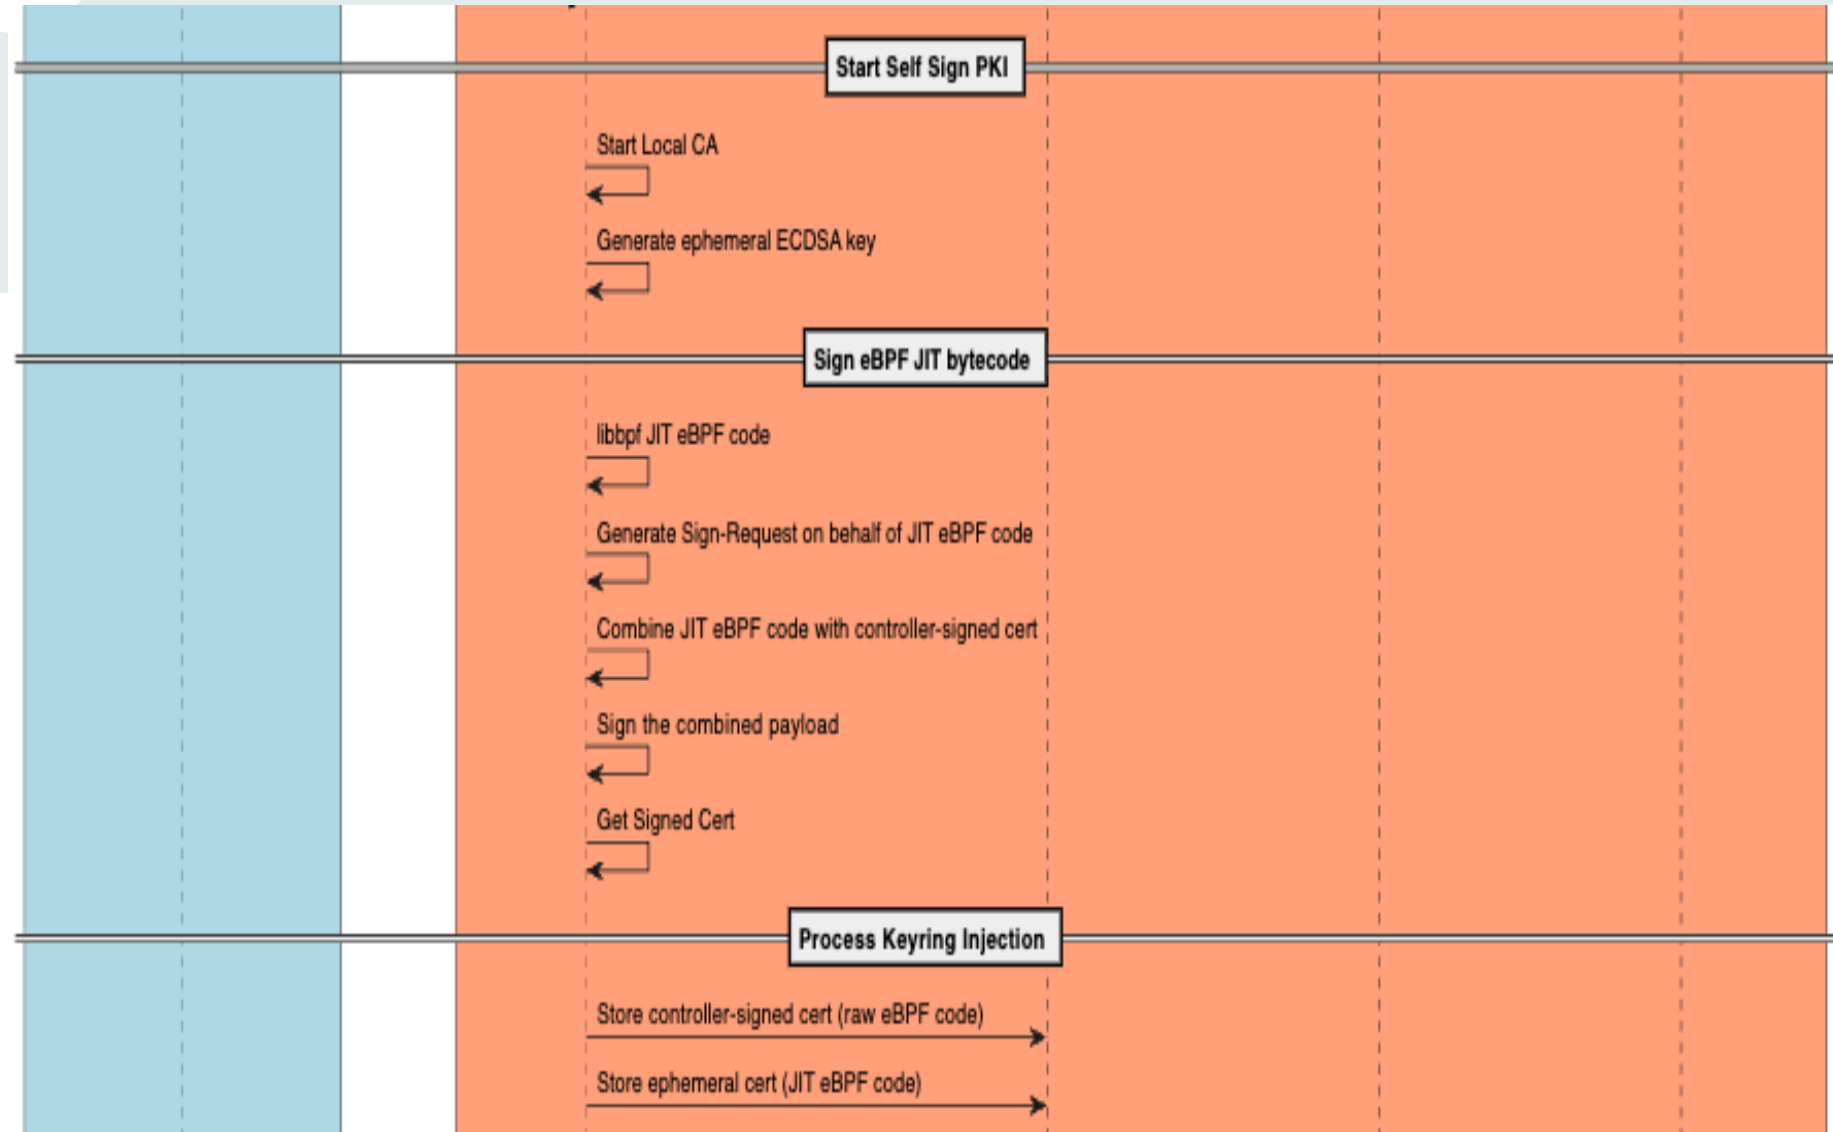 Start Self Sign PKI
Start Local CA
Generate ephemeral ECDSA key
Sign eBPF JIT bytecode
libbpf JIT eBPF code
Generate Sign-Request on behalf of JIT eBPF code
Combine JIT eBPF code with controller-signed cert
Sign the combined payload
Get Signed Cert
Process Keyring Injection
Store controller-signed cert (raw eBPF code)
Store ephemeral cert (JIT eBPF code)